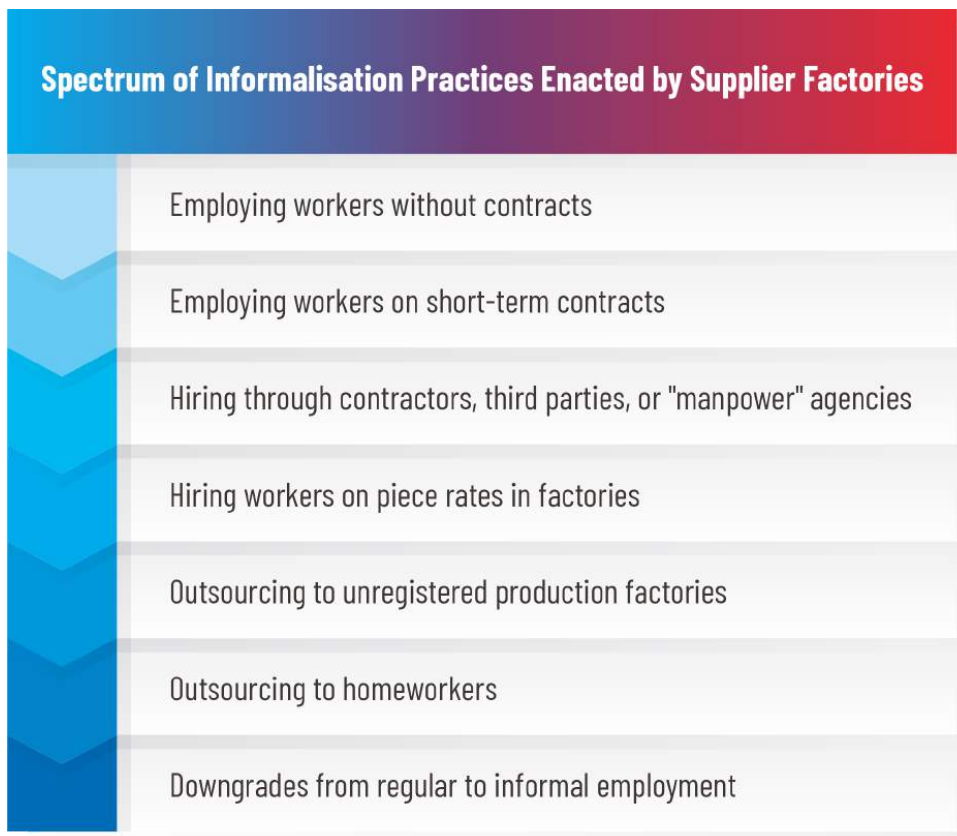 Spectrum of Informalisation Practices Enacted by Supplier Factories
Employing workers without contracts
Employing workers on short-term contracts
Hiring through contractors, third parties, or "manpower" agencies
Hiring workers on piece rates in factories
Outsourcing to unregistered production factories
Outsourcing to homeworkers
Downgrades from regular to informal employment